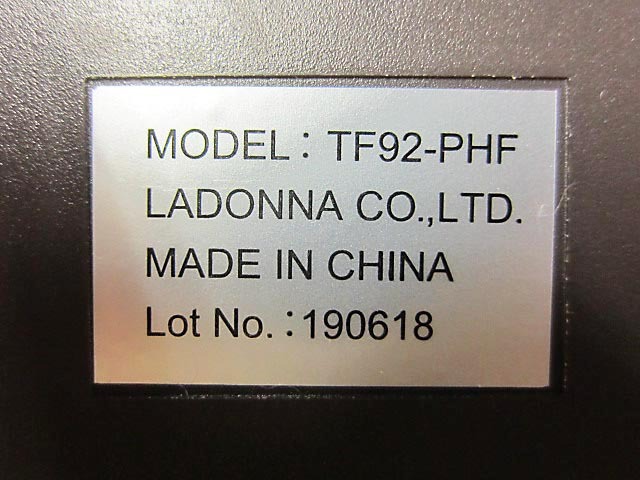 MODEL : TF92-PHF
LADONNA CO.,LTD.
MADE IN CHINA
Lot No. : 190618